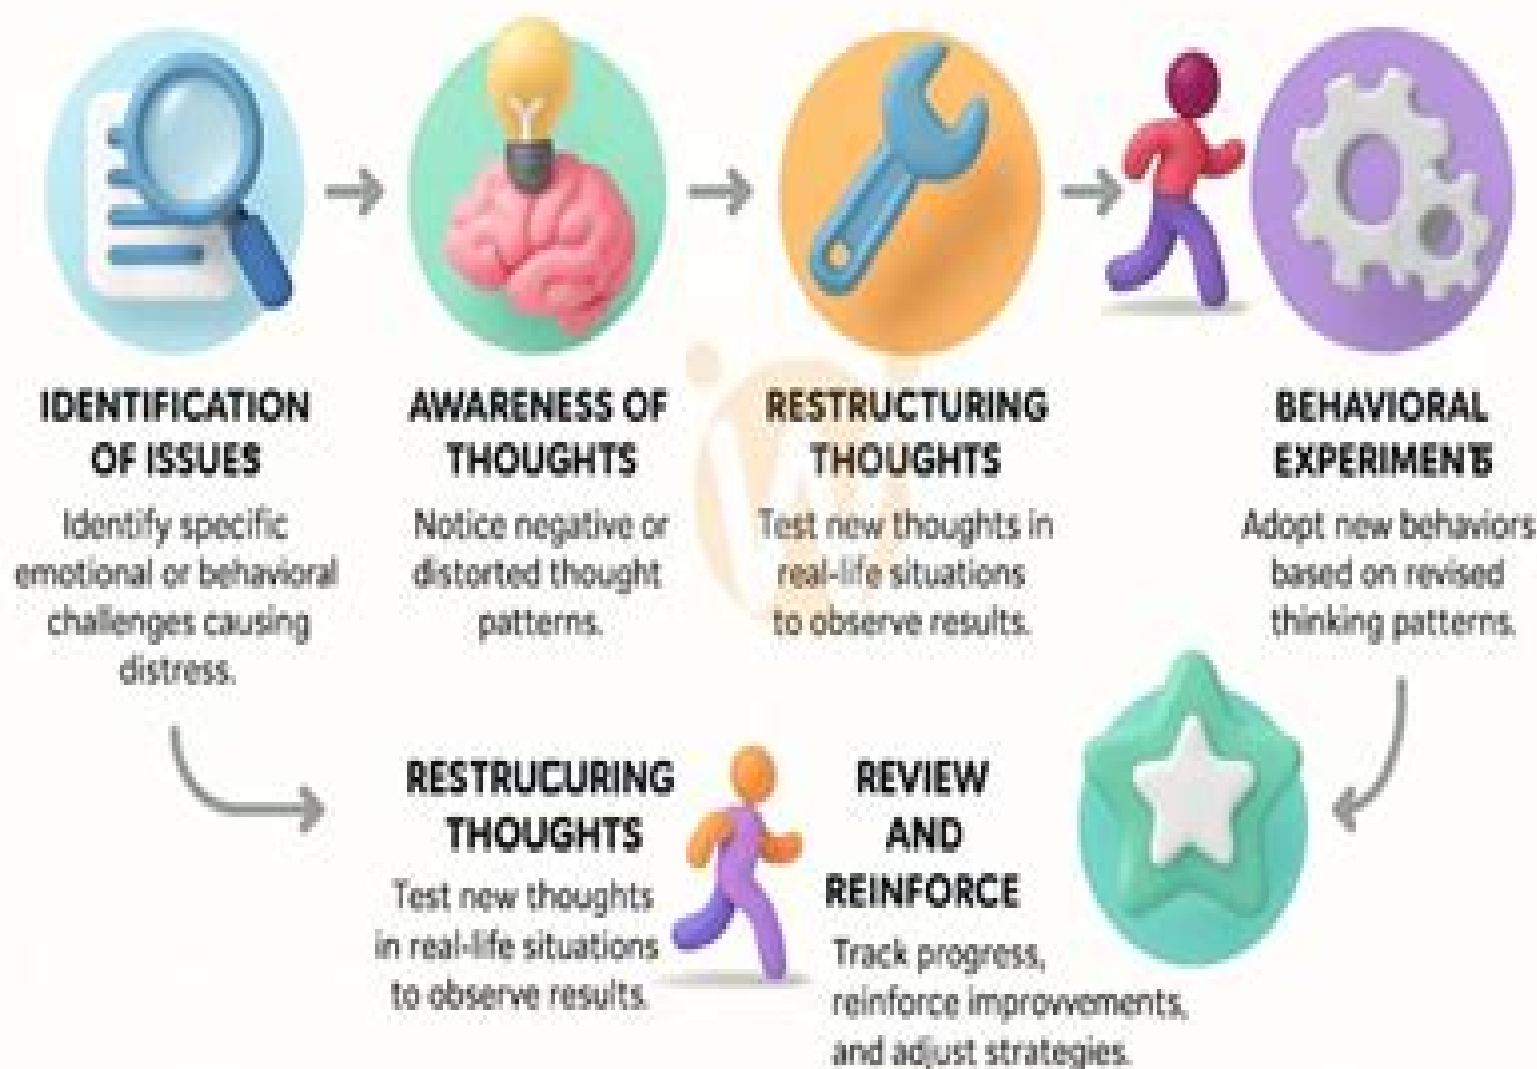 IDENTIFICATION
OF ISSUES
Identify specific
emotional or behavioral
challenges causing
distress.
AWARENESS OF
THOUGHTS
Notice negative or
distorted thought
patterns.
RESTRUCTURING
THOUGHTS
Test new thoughts in
real-life situations
to observe results.
BEHAVIORAL
EXPERIMENTS
Adopt new behaviors
based on revised
thinking patterns.
RESTRUCURING
THOUGHTS
Test new thoughts
in real-life situations
to observe results.
REVIEW
AND
REINFORCE
Track progress,
reinforce improvvements,
and adjust strategies.